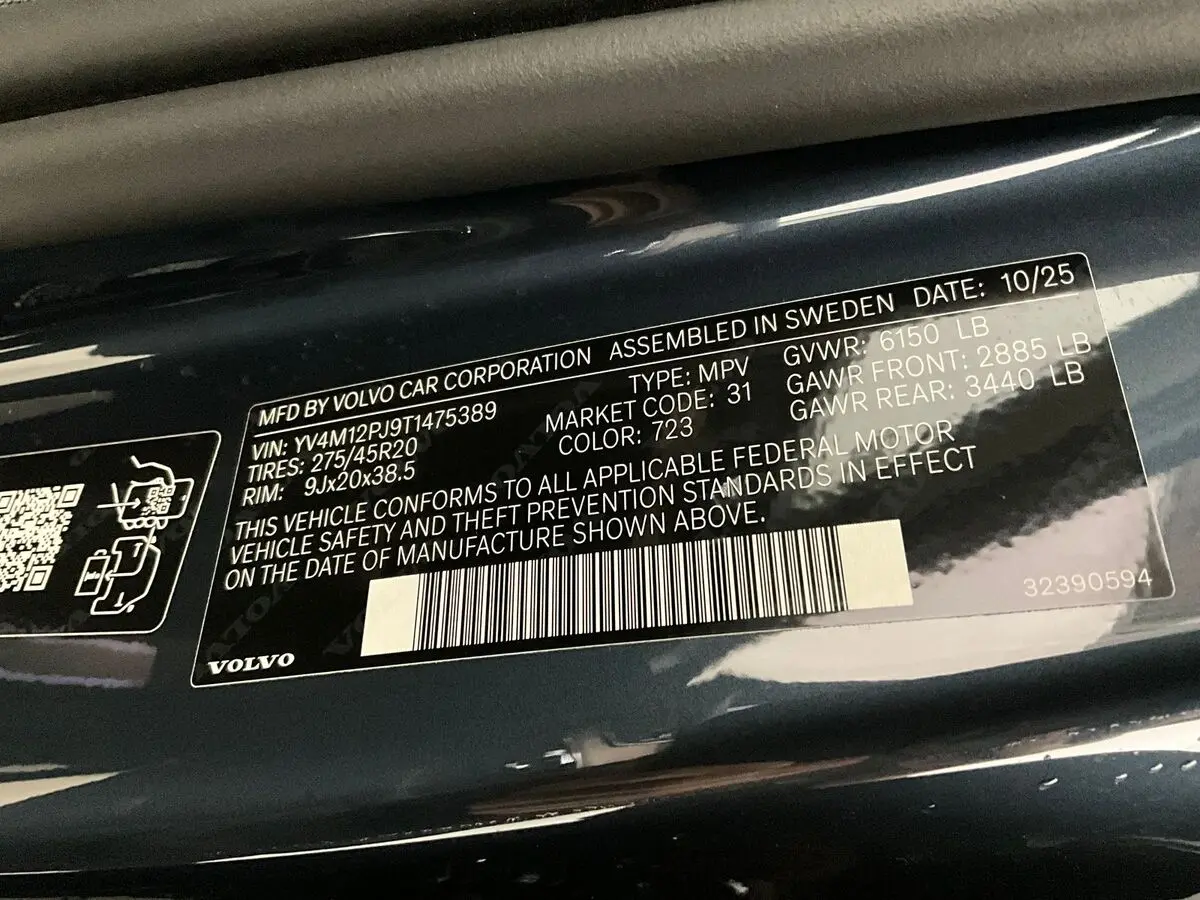 MFD BY VOLVO CAR CORPORATION ASSEMBLED IN SWEDEN DATE: 10/25
VIN: YV4M12PJ9T1475389 TYPE: MPV GVWR: 6150 LB
TIRES: 275/45R20 MARKET CODE: 31 GAWR FRONT: 2885 LB
RIM: 9Jx20x38.5 COLOR: 723 GAWR REAR: 3440 LB
THIS VEHICLE CONFORMS TO ALL APPLICABLE FEDERAL MOTOR
VEHICLE SAFETY AND THEFT PREVENTION STANDARDS IN EFFECT
ON THE DATE OF MANUFACTURE SHOWN ABOVE.
32390594
VOLVO